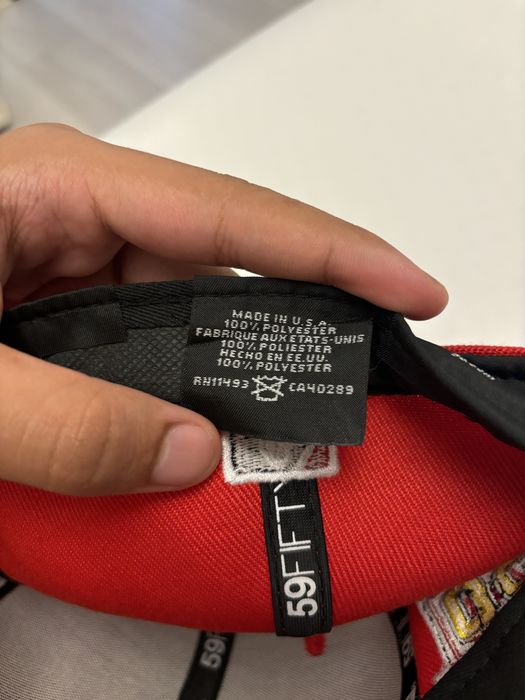 MADE IN U.S.A.
100% POLYESTER
FABRIQUE AUX ETATS-UNIS
100% POLIESTER
HECHO EN EE.UU.
100% POLYESTER
RN11493 CA40289
59FIFTY
59